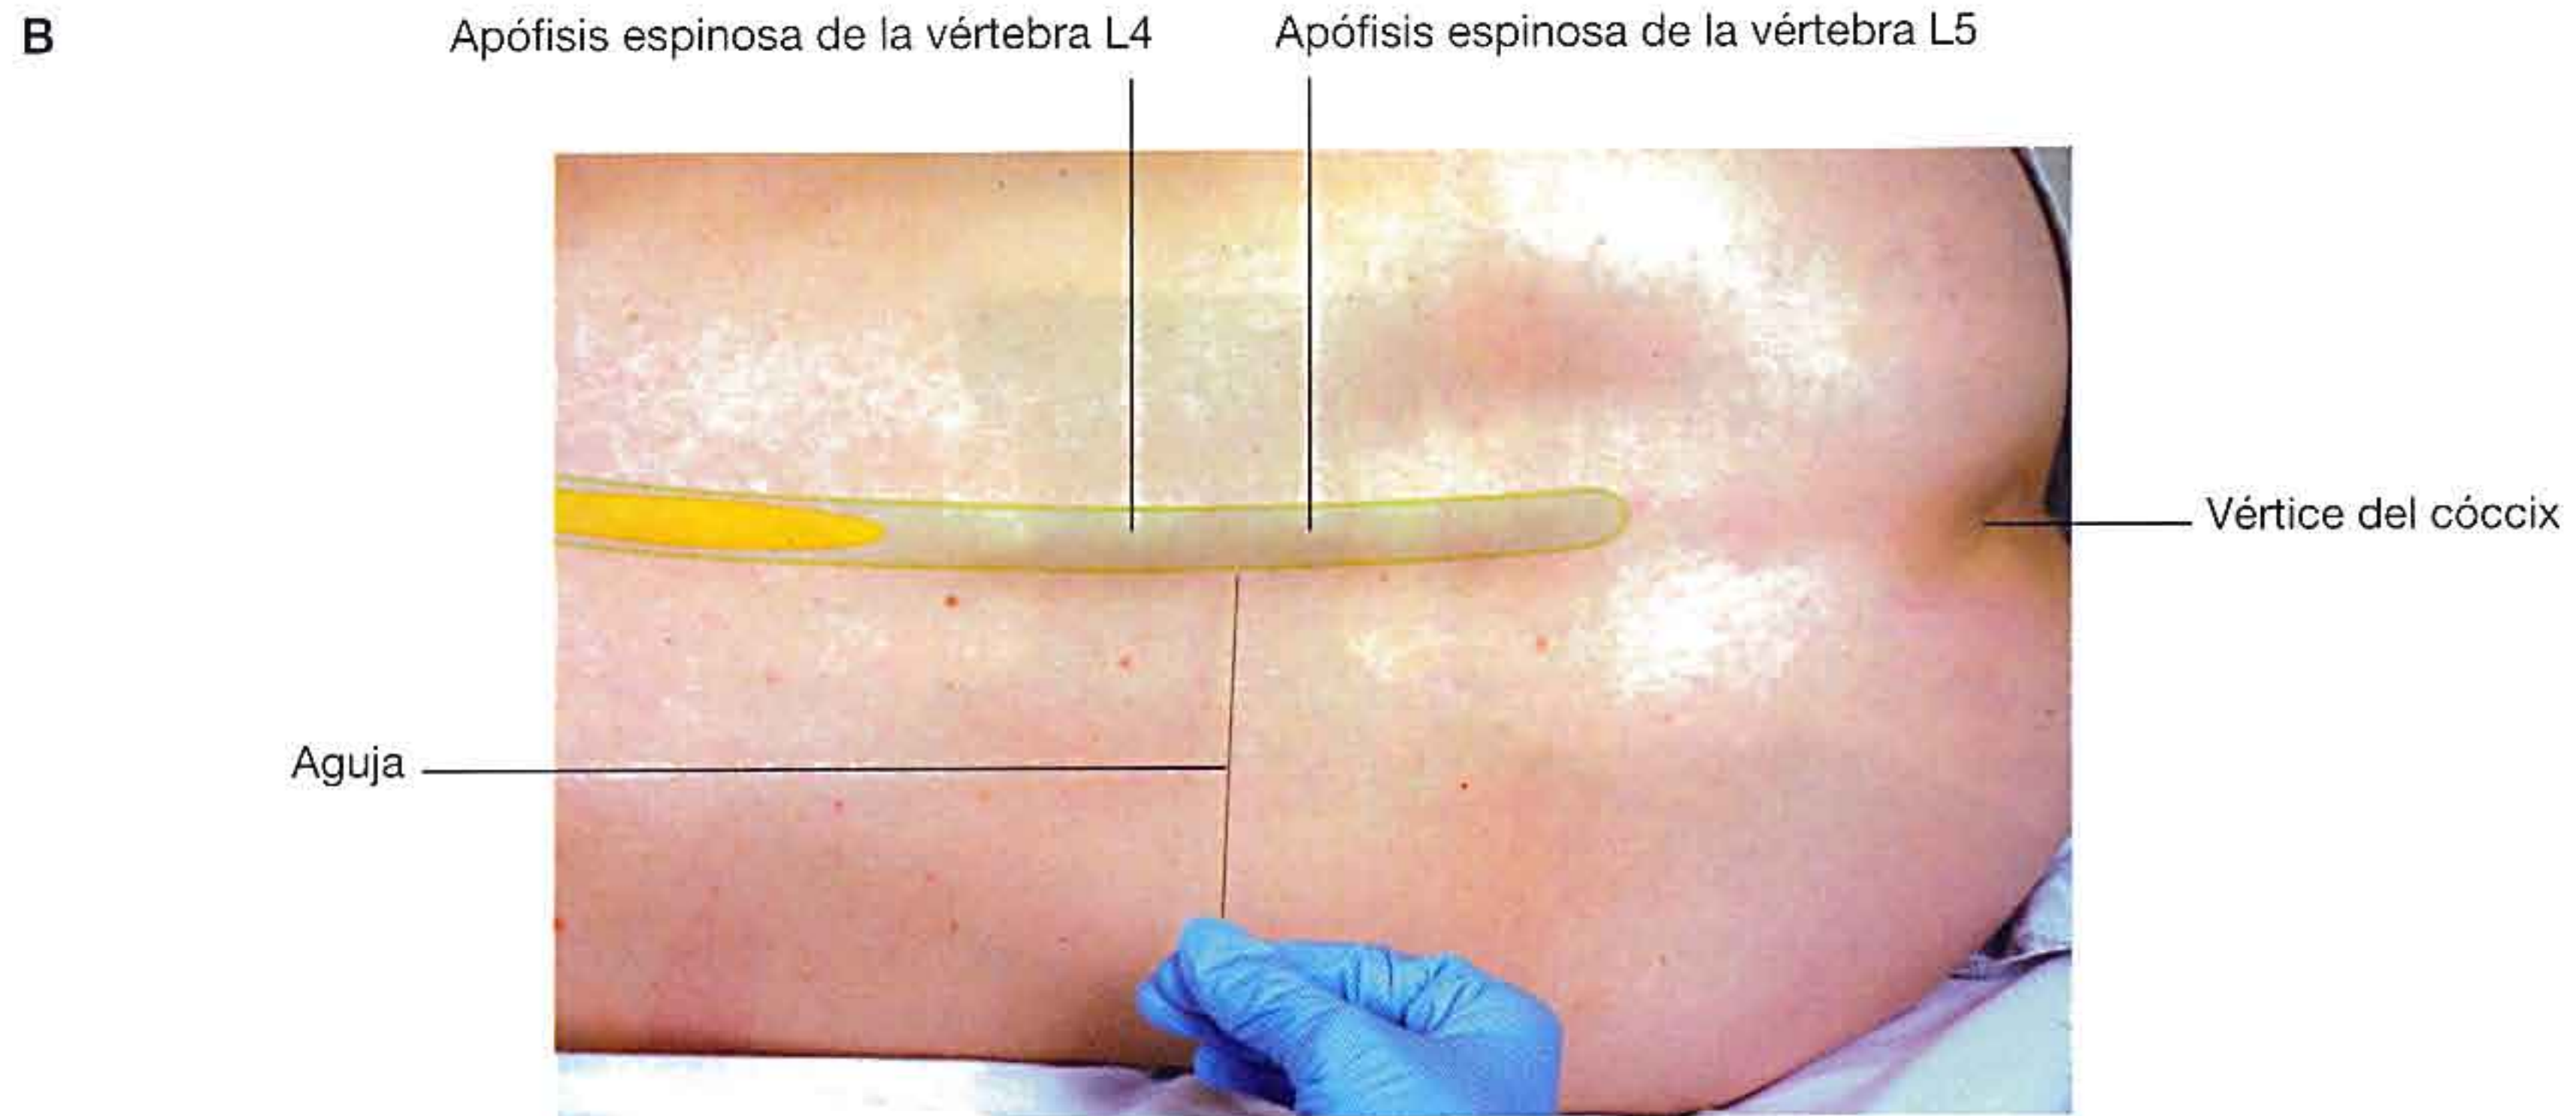 B
Apófisis espinosa de la vértebra L4
Apófisis espinosa de la vértebra L5
Vértice del cóccix
Aguja